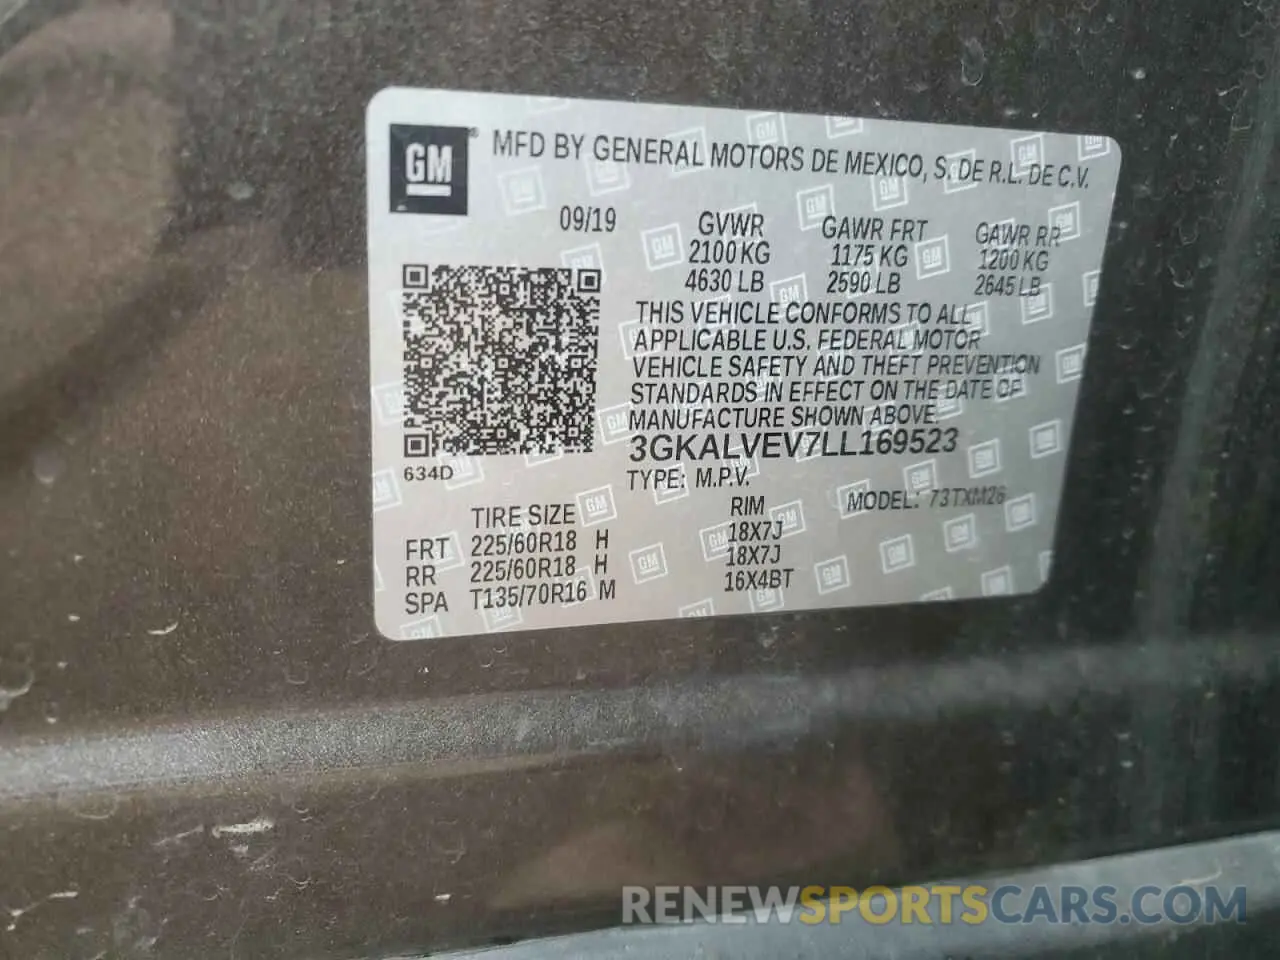 GM ® MFD BY GENERAL MOTORS DE MEXICO, S. DE R.L. DE C.V.
09/19 GVWR GAWR FRT GAWR RR
2100 KG 1175 KG 1200 KG
4630 LB 2590 LB 2645 LB
THIS VEHICLE CONFORMS TO ALL
APPLICABLE U.S. FEDERAL MOTOR
VEHICLE SAFETY AND THEFT PREVENTION
STANDARDS IN EFFECT ON THE DATE OF
MANUFACTURE SHOWN ABOVE.
3GKALVEV7LL169523
634D
TYPE: M.P.V.
MODEL: 73TXM26
TIRE SIZE RIM
FRT 225/60R18 H 18X7J
RR 225/60R18 H 18X7J
SPA T135/70R16 M 16X4BT
RENEWSPORTSCARS.COM